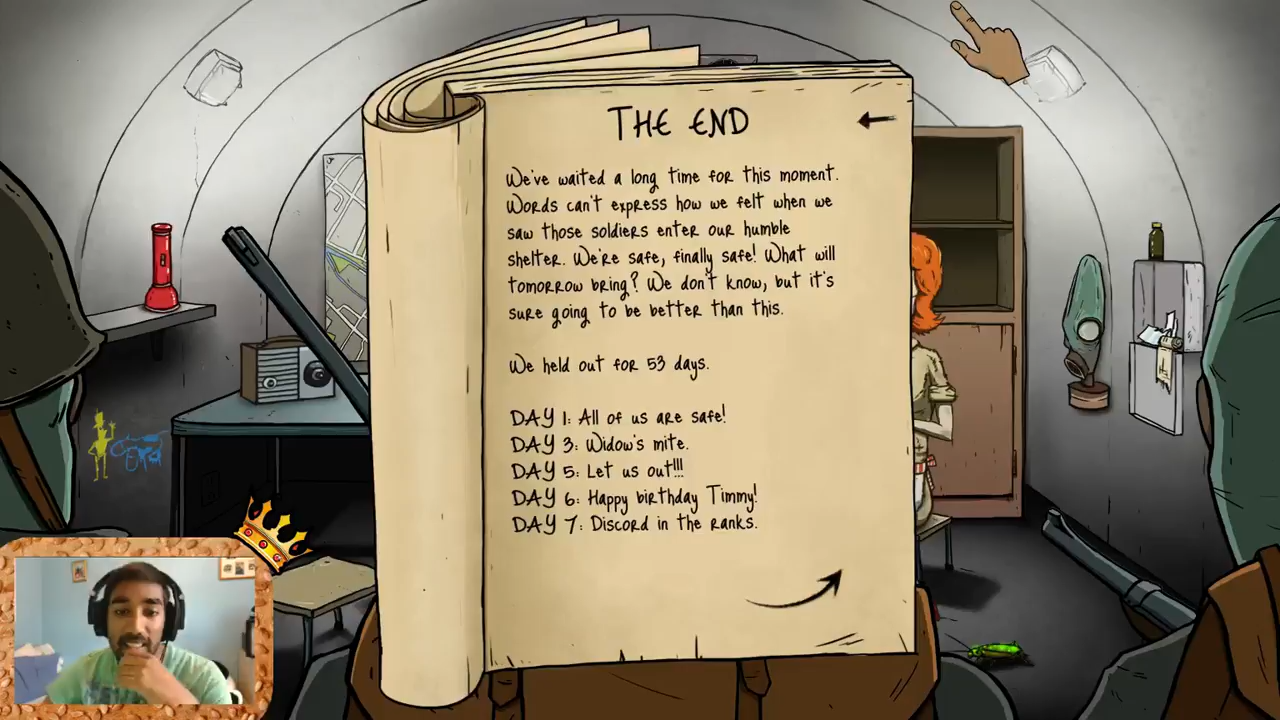 THE END
We've waited a long time for this moment.
Words can't express how we felt when we
saw those soldiers enter our humble
shelter. We're safe, finally safe! What will
tomorrow bring? We don't know, but it's
sure going to be better than this.
We held out for 53 days.
DAY 1: All of us are safe!
DAY 3: Widow's mite.
DAY 5: Let us out!!!
DAY 6: Happy birthday Timmy!
DAY 7: Discord in the ranks.